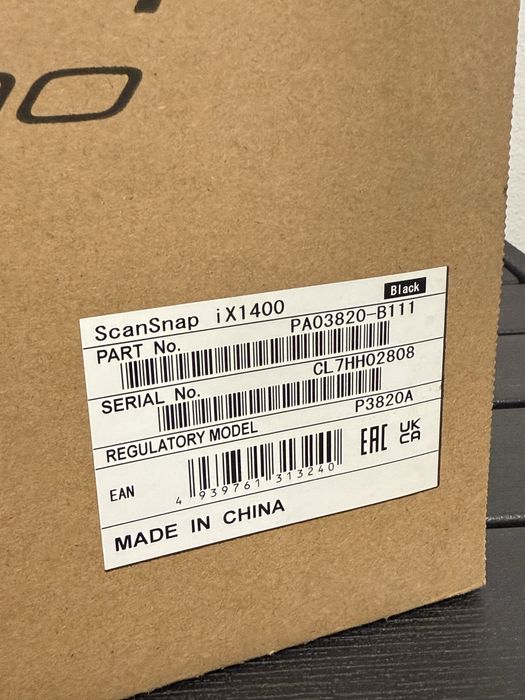 ScanSnap iX1400
Black
PART No. PA03820-B111
SERIAL No. CL7HH02808
REGULATORY MODEL P3820A
EAN 4 939761 313240
EAC UK CA
MADE IN CHINA